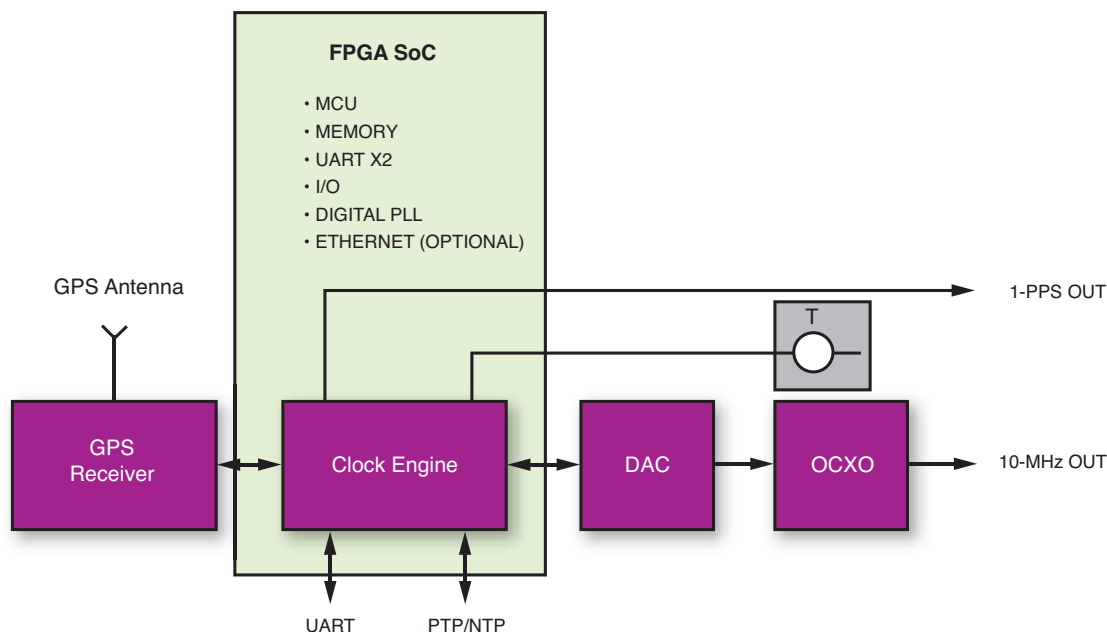 FPGA SoC
• MCU
• MEMORY
• UART X2
• I/O
• DIGITAL PLL
• ETHERNET (OPTIONAL)
GPS Antenna
1-PPS OUT
T
GPS
Receiver
Clock Engine
DAC
OCXO
10-MHz OUT
UART
PTP/NTP